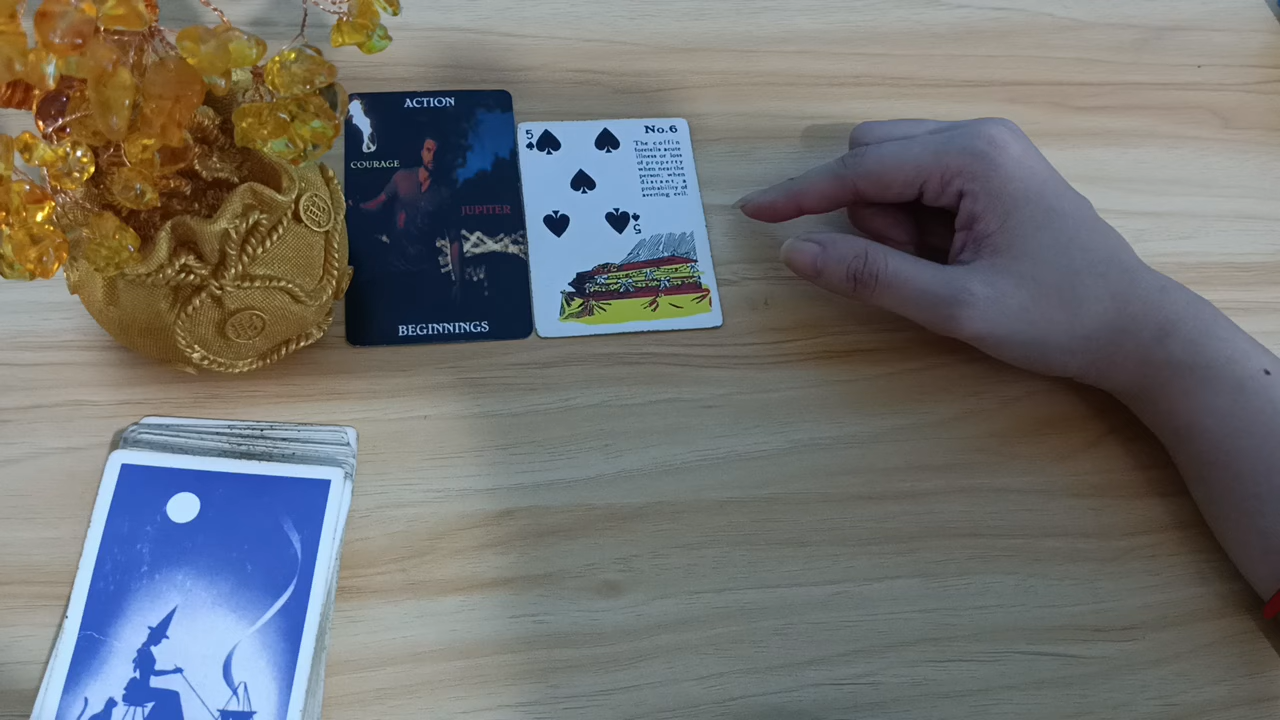 ACTION
COURAGE
JUPITER
BEGINNINGS
5
No.6
The coffin
foretells acute
illness or loss
of property
when near the
person; when
distant, a
probability of
averting evil.
5